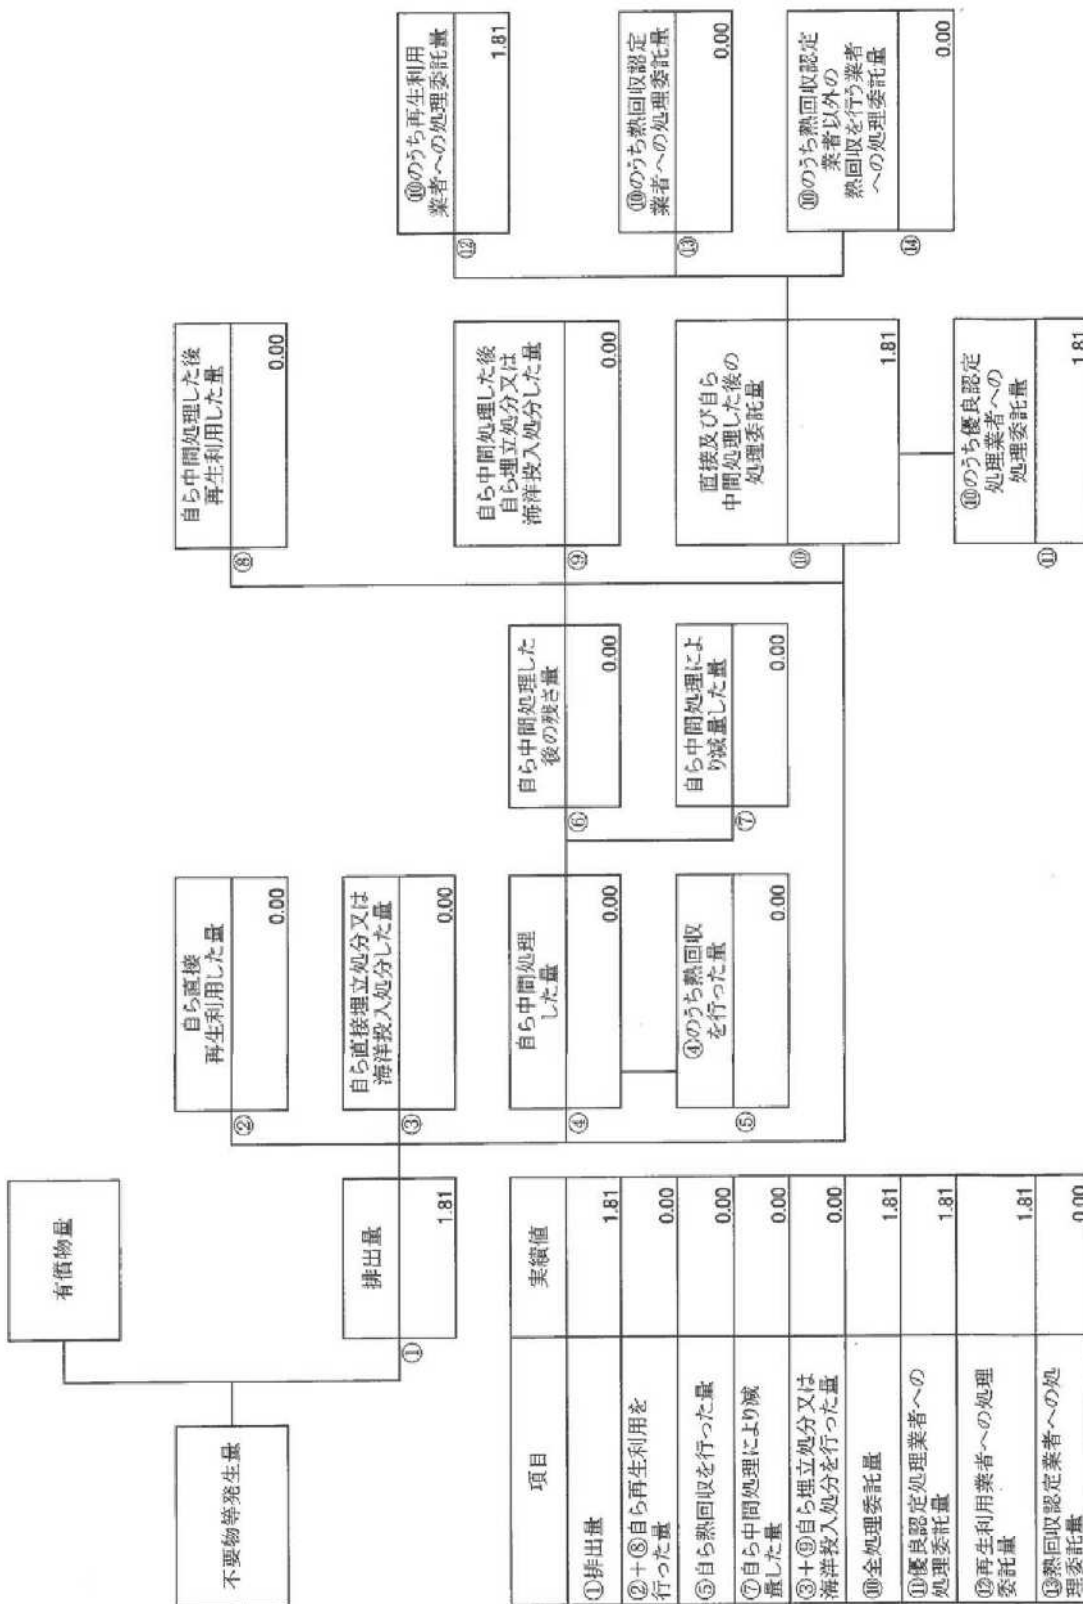 不要物等発生量
有償物量
排出量
①
1.81
自ら直接
再生利用した量
②
0.00
自ら直接埋立処分又は
海洋投入処分した量
③
0.00
自ら中間処理
した量
④
0.00
④のうち熱回収
を行った量
⑤
0.00
自ら中間処理した
後の残さ量
⑥
0.00
自ら中間処理によ
り減量した量
⑦
0.00
自ら中間処理した後
再生利用した量
⑧
0.00
自ら中間処理した後
自ら埋立処分又は
海洋投入処分した量
⑨
0.00
直接及び自ら
中間処理した後の
処理委託量
⑩
1.81
⑩のうち優良認定
処理業者への
処理委託量
⑪
1.81
⑩のうち再生利用
業者への処理委託量
⑫
1.81
⑩のうち熱回収認定
業者への処理委託量
⑬
0.00
⑩のうち熱回収認定
業者以外の
熱回収を行う業者
への処理委託量
⑭
0.00
項目 実績値
①排出量 1.81
②+⑧自ら再生利用を
行った量 0.00
⑤自ら熱回収を行った量 0.00
⑦自ら中間処理により減
量した量 0.00
③+⑨自ら埋立処分又は
海洋投入処分を行った量 0.00
⑩全処理委託量 1.81
⑪優良認定処理業者への
処理委託量 1.81
⑫再生利用業者への処理
委託量 1.81
⑬熱回収認定業者への処
理委託量 0.00